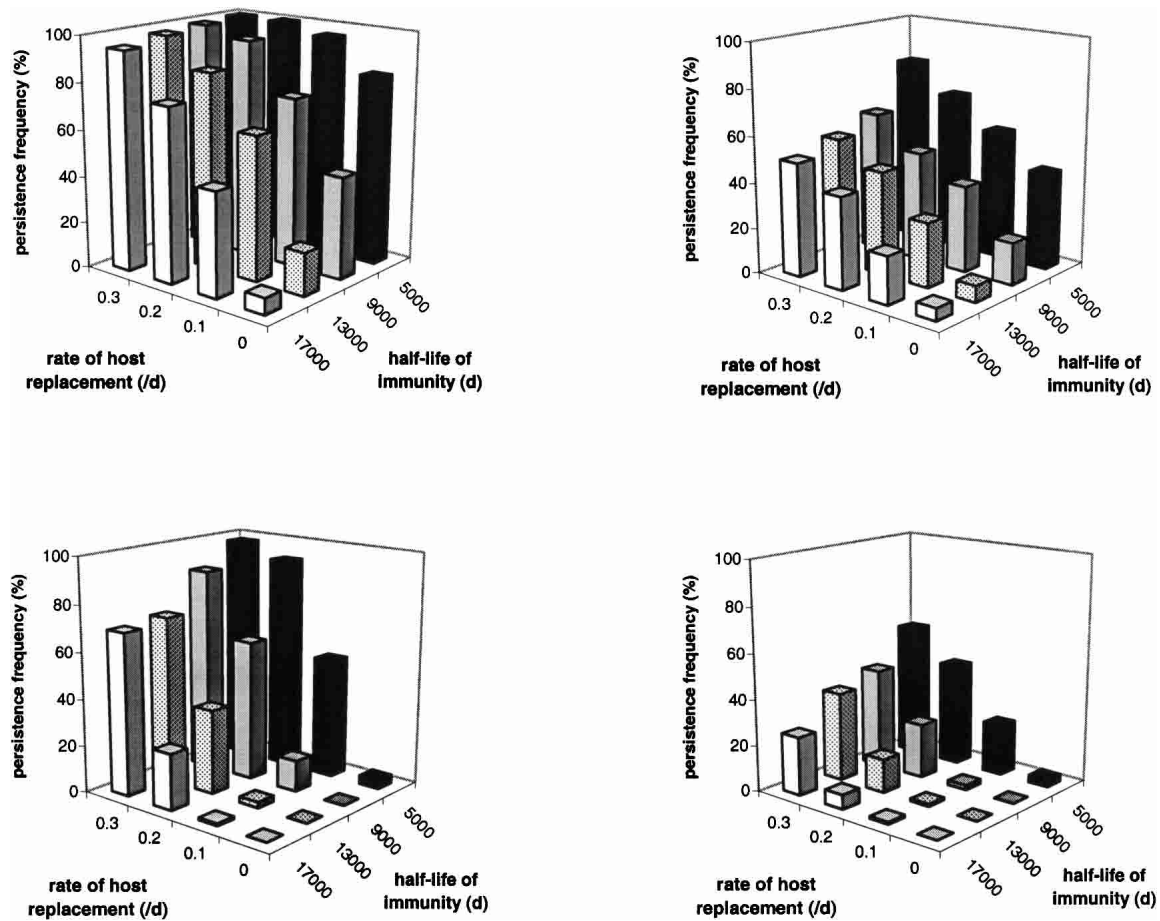 persistence frequency (%)
100
80
60
40
20
0
0.3
0.2
0.1
0
17000
13000
9000
5000
rate of host
replacement (/d)
half-life of
immunity (d)
persistence frequency (%)
100
80
60
40
20
0
0.3
0.2
0.1
0
17000
13000
9000
5000
rate of host
replacement (/d)
half-life of
immunity (d)
persistence frequency (%)
100
80
60
40
20
0
0.3
0.2
0.1
0
17000
13000
9000
5000
rate of host
replacement (/d)
half-life of
immunity (d)
persistence frequency (%)
100
80
60
40
20
0
0.3
0.2
0.1
0
17000
13000
9000
5000
rate of host
replacement (/d)
half-life of
immunity (d)